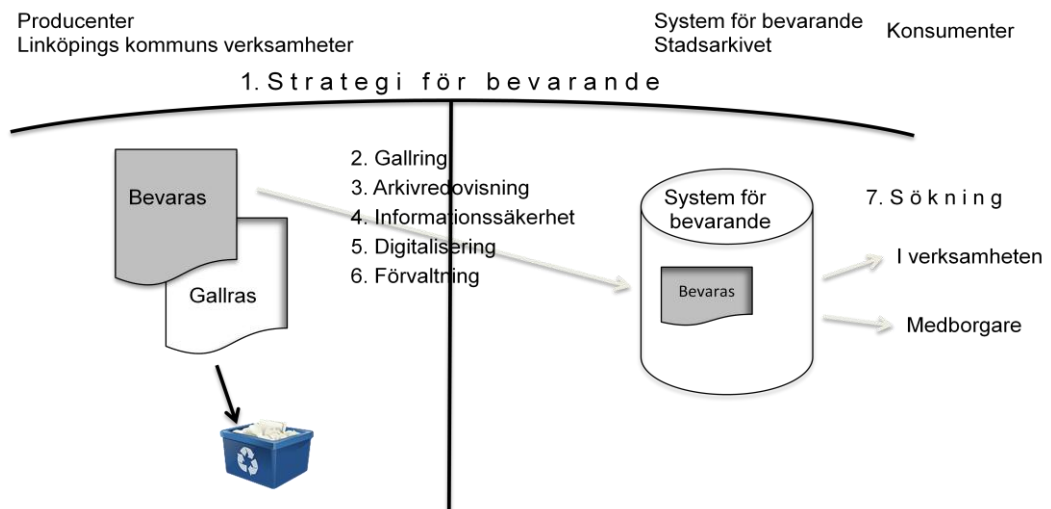 Producenter
Linköpings kommuns verksamheter
System för bevarande
Stadsarkivet
Konsumenter
1. Strategi för bevarande
Bevaras
Gallras
2. Gallring
3. Arkivredovisning
4. Informationssäkerhet
5. Digitalisering
6. Förvaltning
System för
bevarande
Bevaras
7. Sökning
I verksamheten
Medborgare